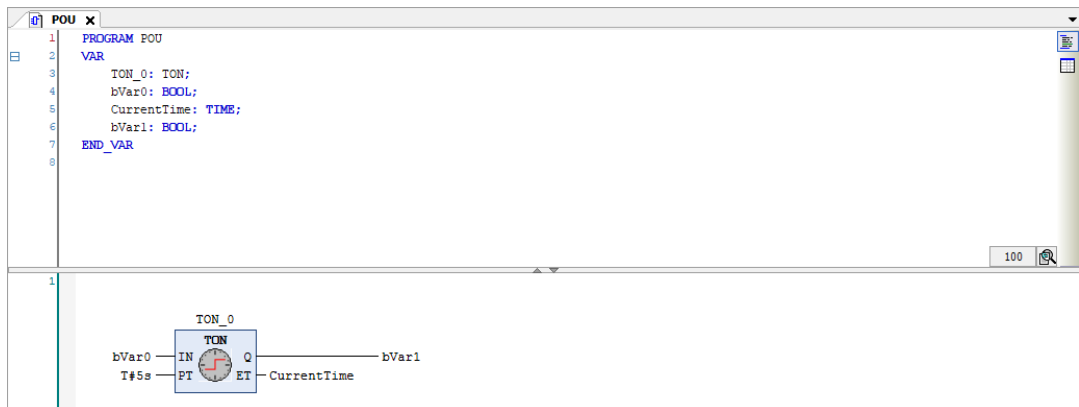 POU
1 PROGRAM POU
2 VAR
3 TON_0: TON;
4 bVar0: BOOL;
5 CurrentTime: TIME;
6 bVar1: BOOL;
7 END_VAR
8
100
1
TON_0
TON
bVar0 IN Q bVar1
T#5s PT ET CurrentTime